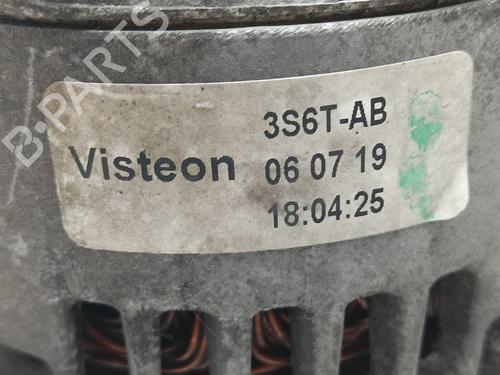 B-PARTS
Visteon
3S6T-AB
06 07 19
18:04:25